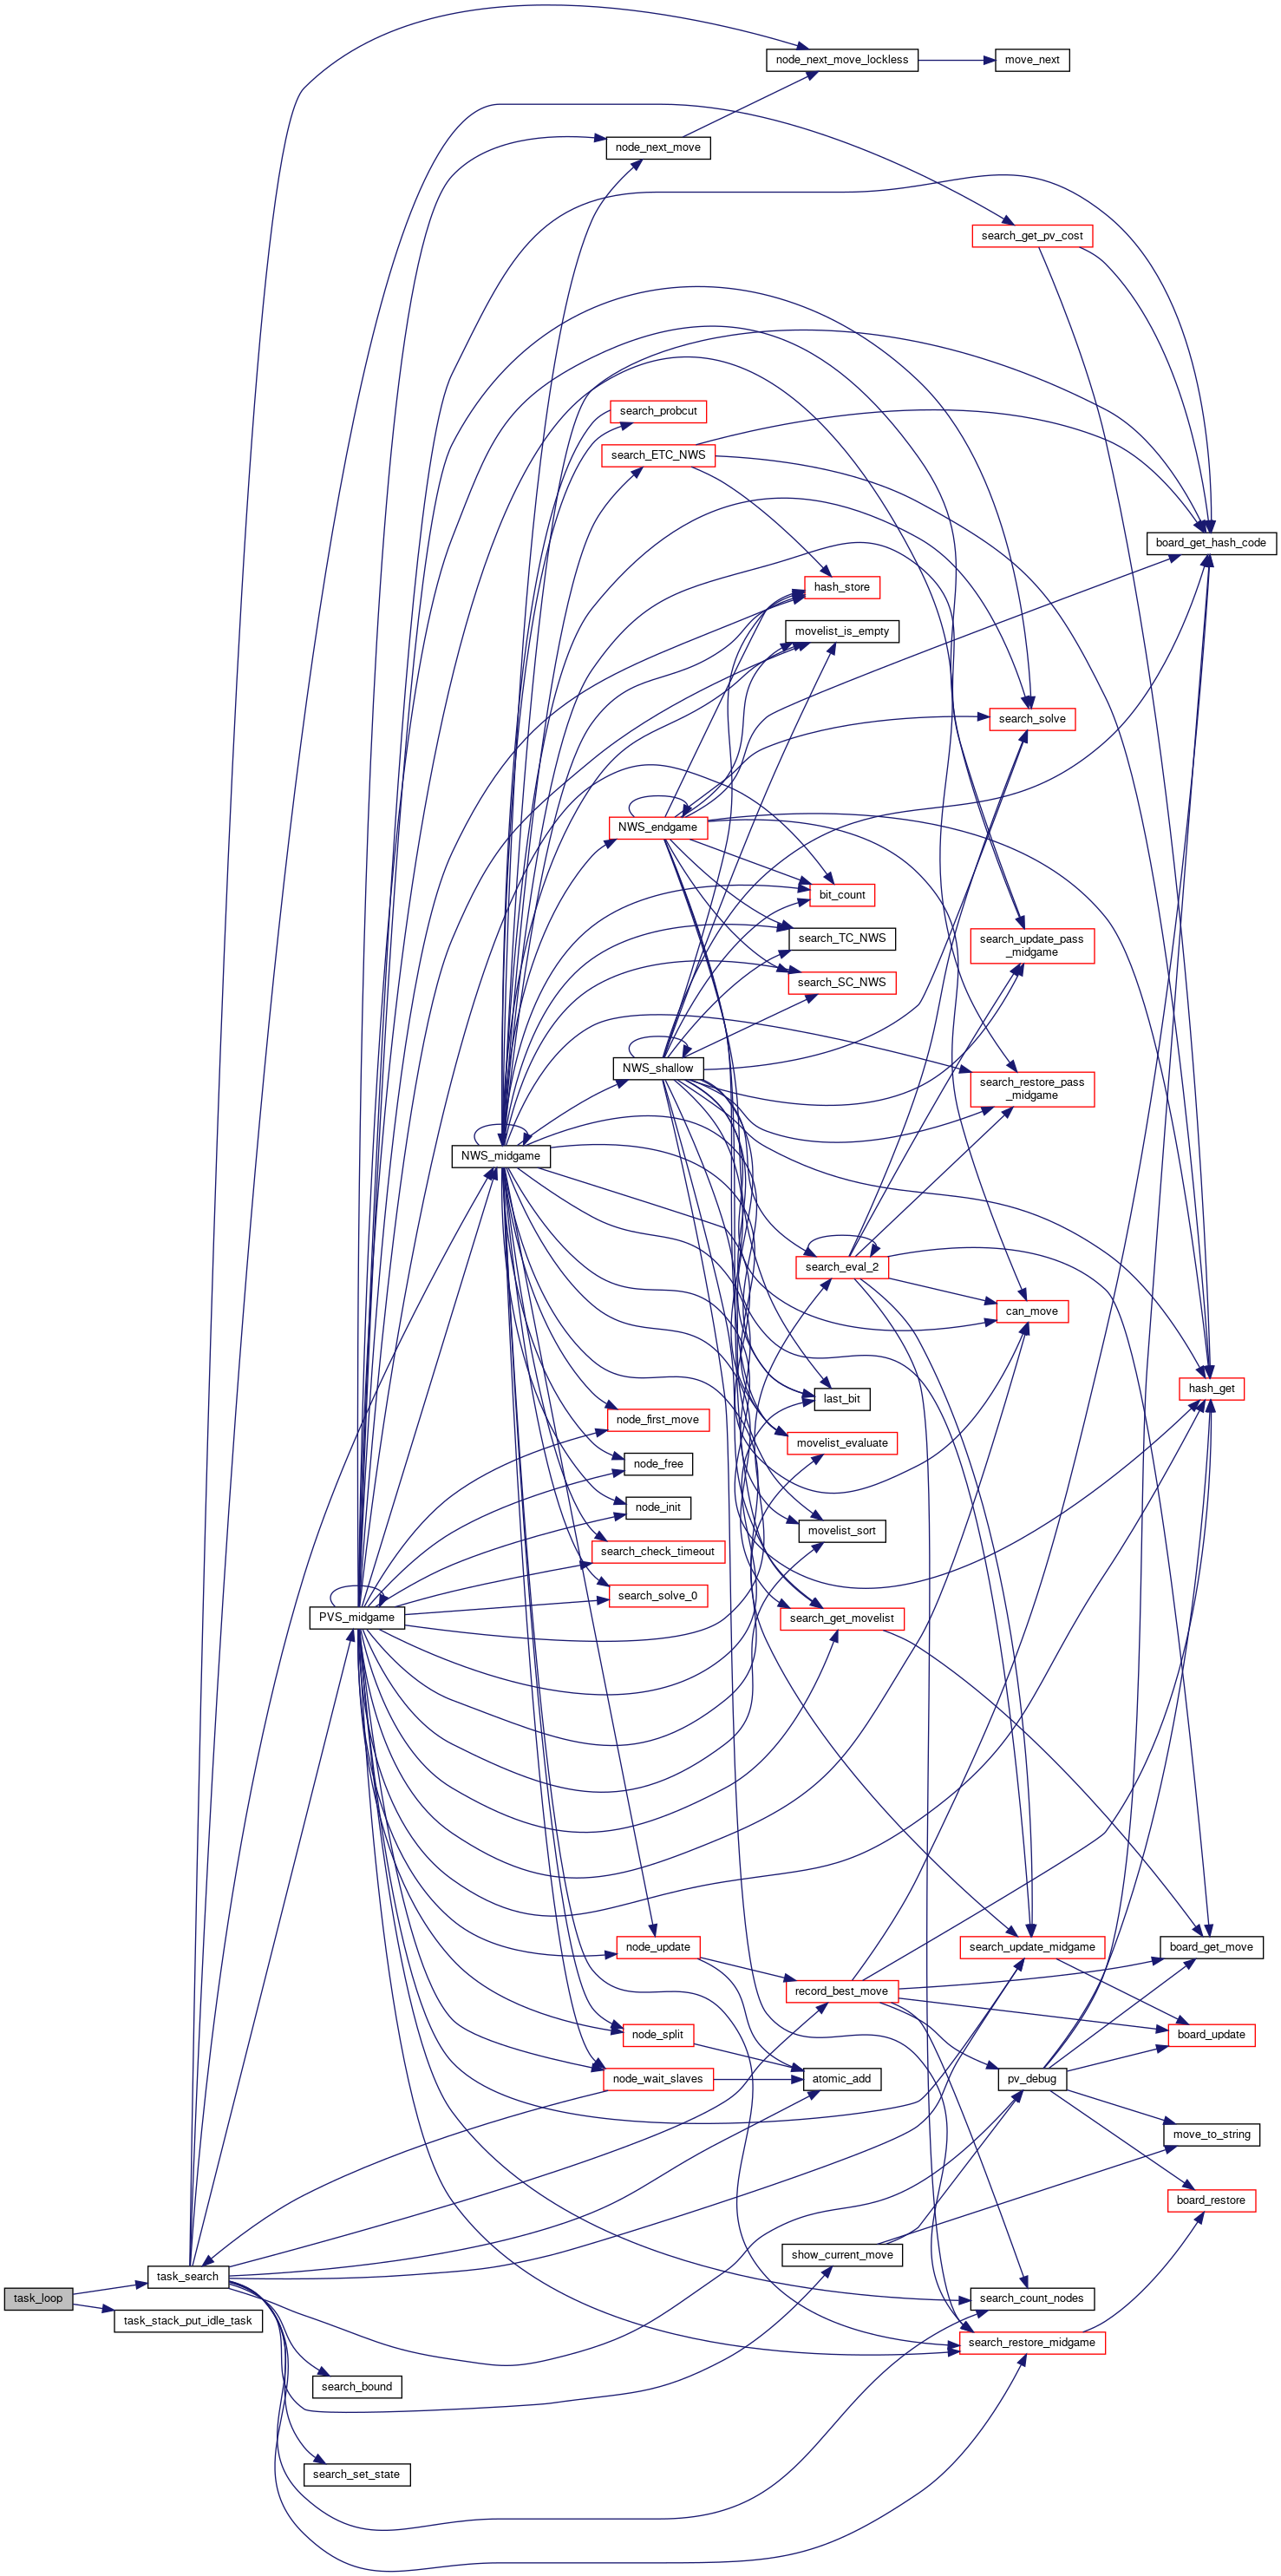 node_next_move_lockless
move_next
node_next_move
search_get_pv_cost
search_probcut
search_ETC_NWS
board_get_hash_code
hash_store
movelist_is_empty
search_solve
NWS_endgame
bit_count
search_TC_NWS
search_update_pass
_midgame
search_SC_NWS
NWS_shallow
search_restore_pass
_midgame
NWS_midgame
search_eval_2
can_move
hash_get
last_bit
node_first_move
movelist_evaluate
node_free
node_init
movelist_sort
search_check_timeout
search_solve_0
PVS_midgame
search_get_movelist
node_update
search_update_midgame
board_get_move
record_best_move
node_split
board_update
node_wait_slaves
atomic_add
pv_debug
move_to_string
board_restore
show_current_move
task_search
task_loop
search_count_nodes
task_stack_put_idle_task
search_restore_midgame
search_bound
search_set_state